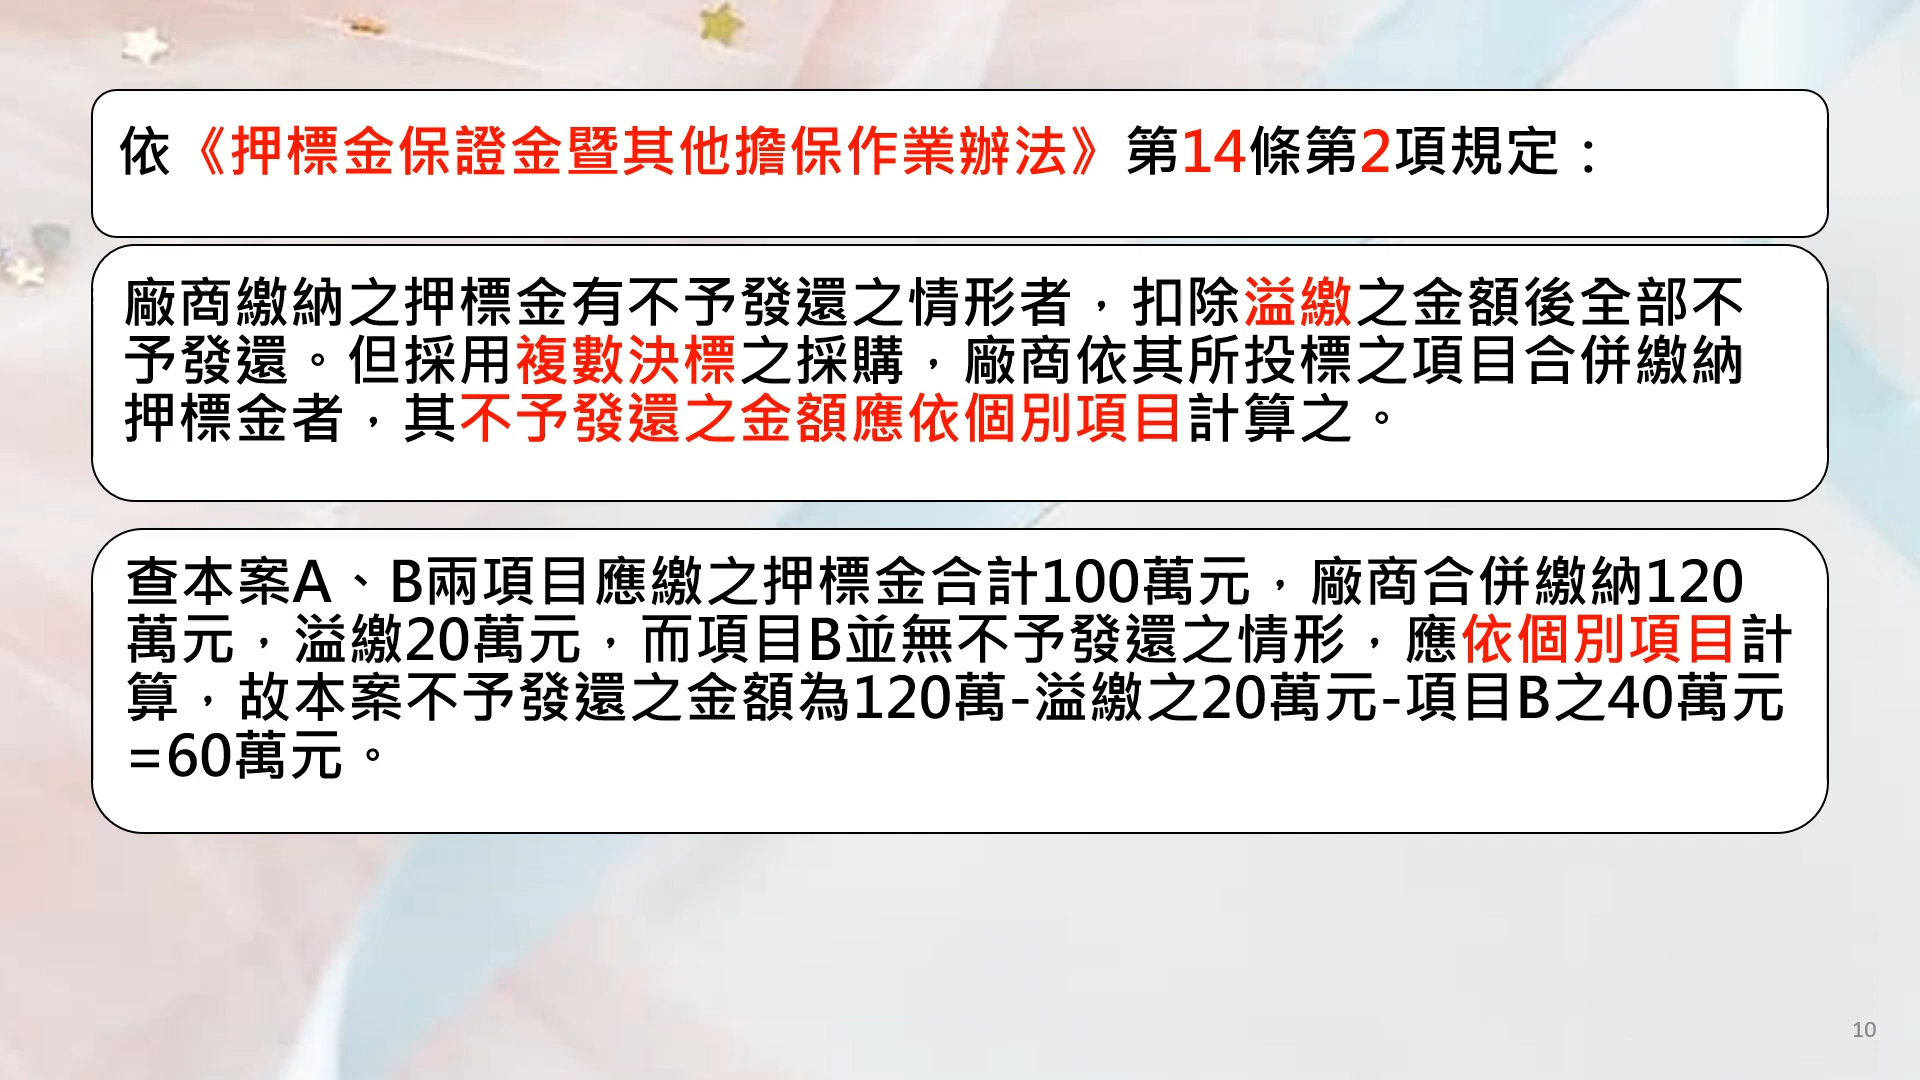 依《押標金保證金暨其他擔保作業辦法》第14條第2項規定：
廠商繳納之押標金有不予發還之情形者，扣除溢繳之金額後全部不
予發還。但採用複數決標之採購，廠商依其所投標之項目合併繳納
押標金者，其不予發還之金額應依個別項目計算之。
查本案A、B兩項目應繳之押標金合計100萬元，廠商合併繳納120
萬元，溢繳20萬元，而項目B並無不予發還之情形，應依個別項目計
算，故本案不予發還之金額為120萬-溢繳之20萬元-項目B之40萬元
=60萬元。
10